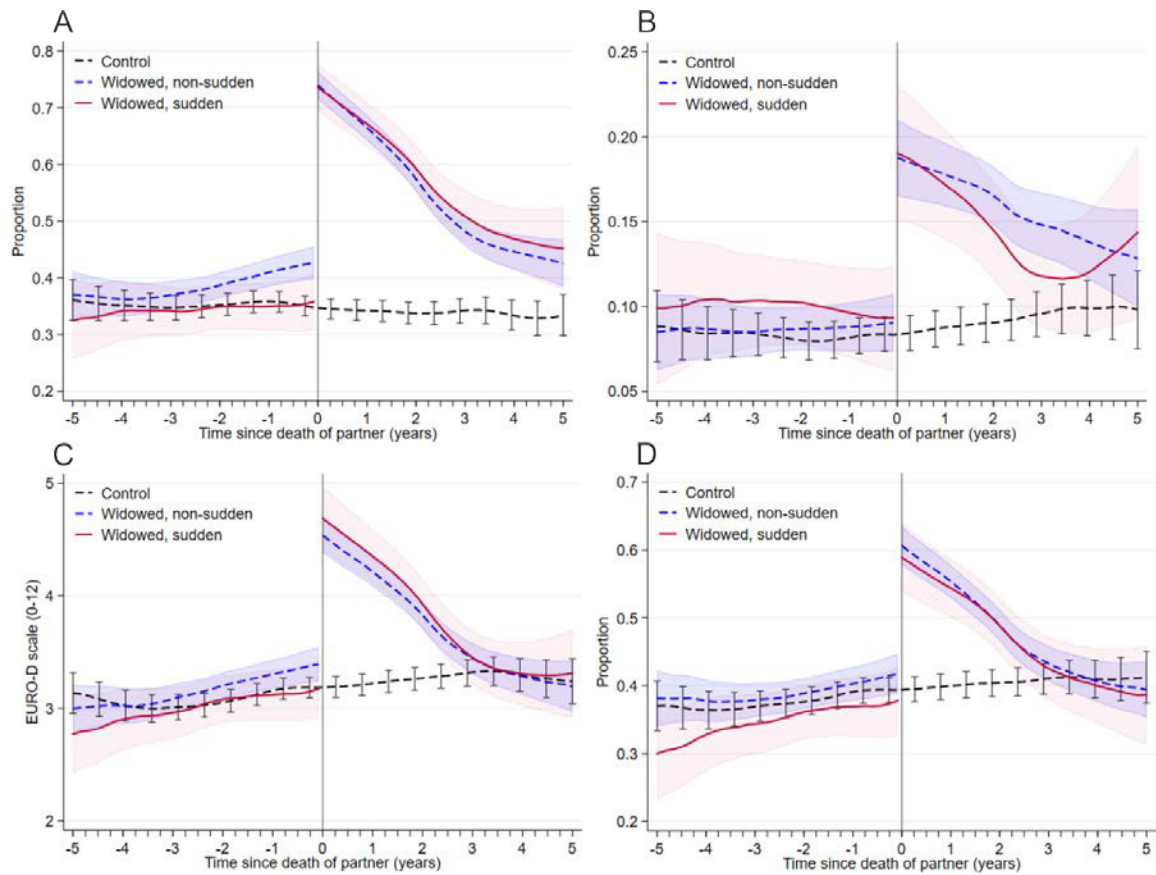 A
0.8
0.7
0.6
0.5
0.4
0.3
0.2
Proportion
Control
Widowed, non-sudden
Widowed, sudden
-5 -4 -3 -2 -1 0 1 2 3 4 5
Time since death of partner (years)
B
0.25
0.20
0.15
0.10
0.05
Proportion
Control
Widowed, non-sudden
Widowed, sudden
-5 -4 -3 -2 -1 0 1 2 3 4 5
Time since death of partner (years)
C
5
4
3
2
EURO-D scale (0-12)
Control
Widowed, non-sudden
Widowed, sudden
-5 -4 -3 -2 -1 0 1 2 3 4 5
Time since death of partner (years)
D
0.7
0.6
0.5
0.4
0.3
0.2
Proportion
Control
Widowed, non-sudden
Widowed, sudden
-5 -4 -3 -2 -1 0 1 2 3 4 5
Time since death of partner (years)